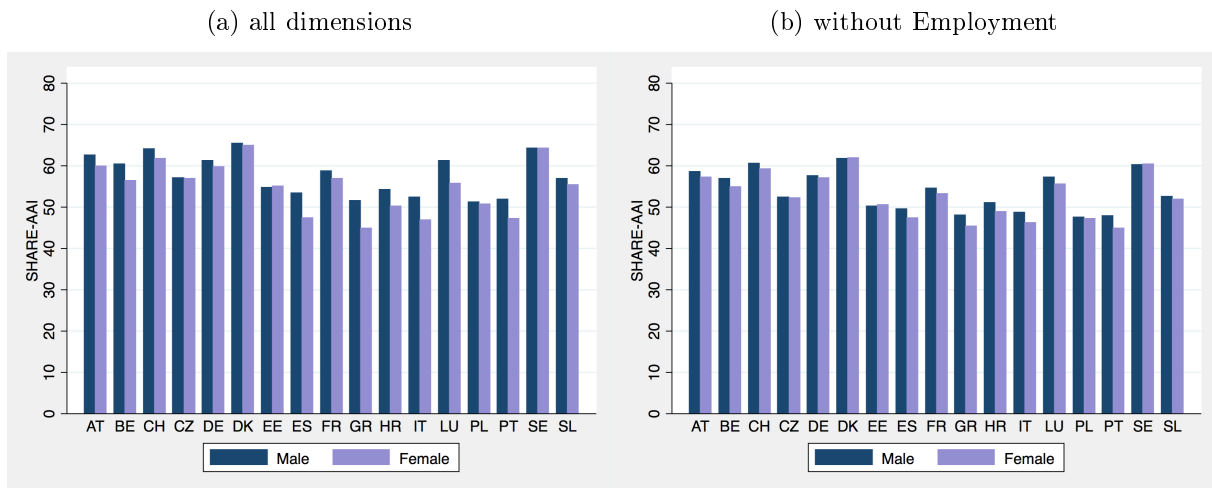 (a) all dimensions
SHARE-AAI
80
70
60
50
40
30
20
10
0
AT BE CH CZ DE DK EE ES FR GR HR IT LU PL PT SE SL
Male Female
(b) without Employment
SHARE-AAI
80
70
60
50
40
30
20
10
0
AT BE CH CZ DE DK EE ES FR GR HR IT LU PL PT SE SL
Male Female